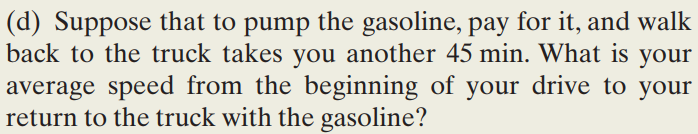 (d) Suppose that to pump the gasoline, pay for it, and walk
back to the truck takes you another 45 min. What is your
average speed from the beginning of your drive to your
return to the truck with the gasoline?